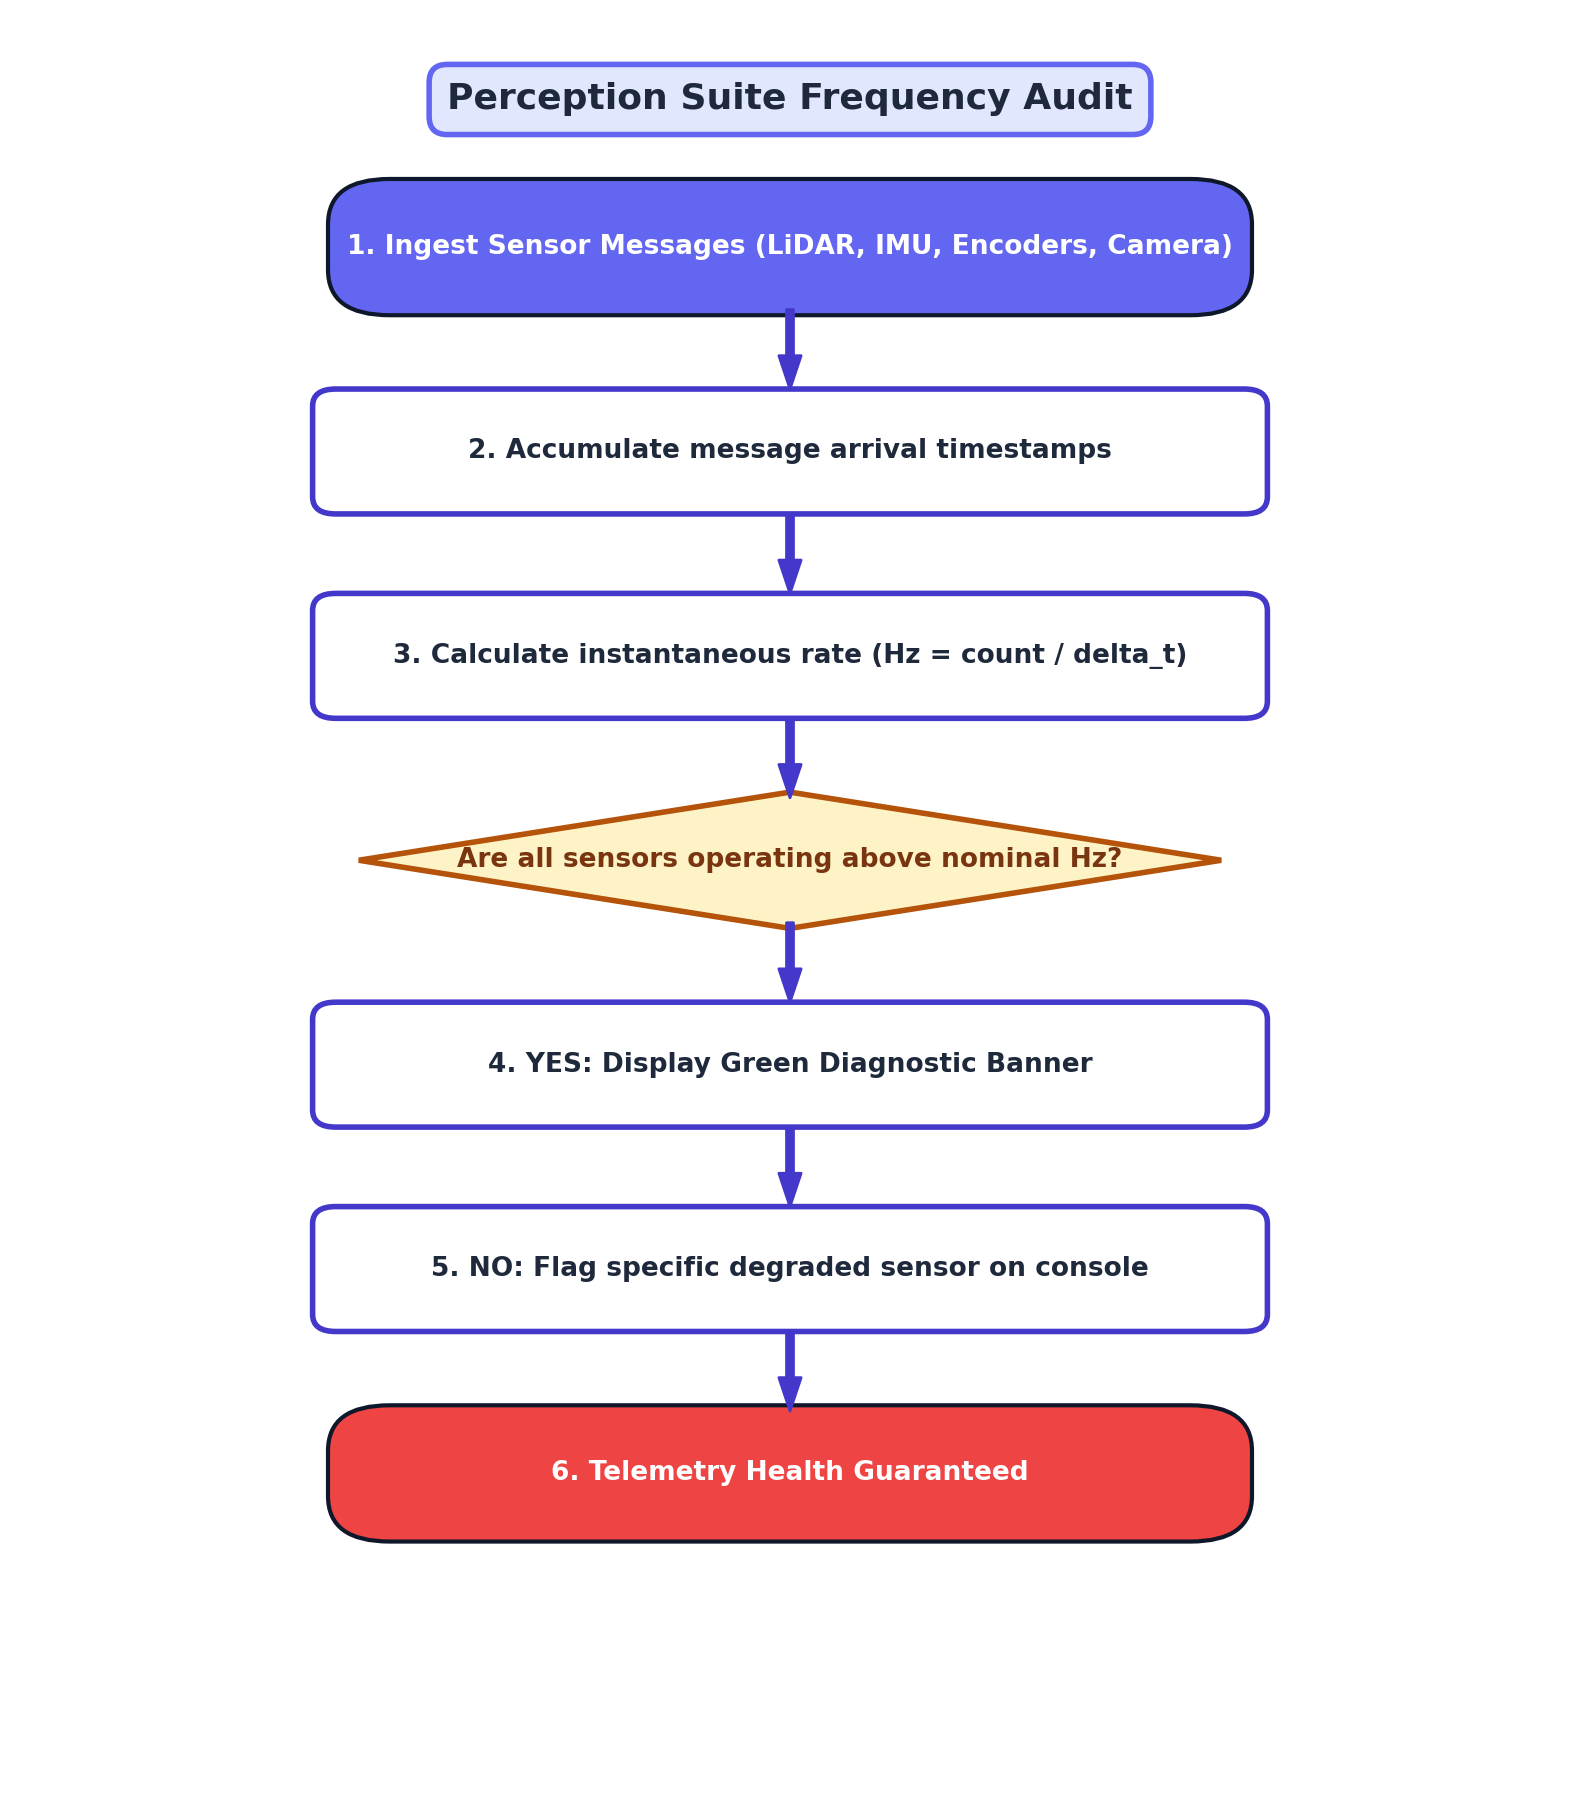 Perception Suite Frequency Audit
1. Ingest Sensor Messages (LiDAR, IMU, Encoders, Camera)
2. Accumulate message arrival timestamps
3. Calculate instantaneous rate (Hz = count / delta_t)
Are all sensors operating above nominal Hz?
4. YES: Display Green Diagnostic Banner
5. NO: Flag specific degraded sensor on console
6. Telemetry Health Guaranteed